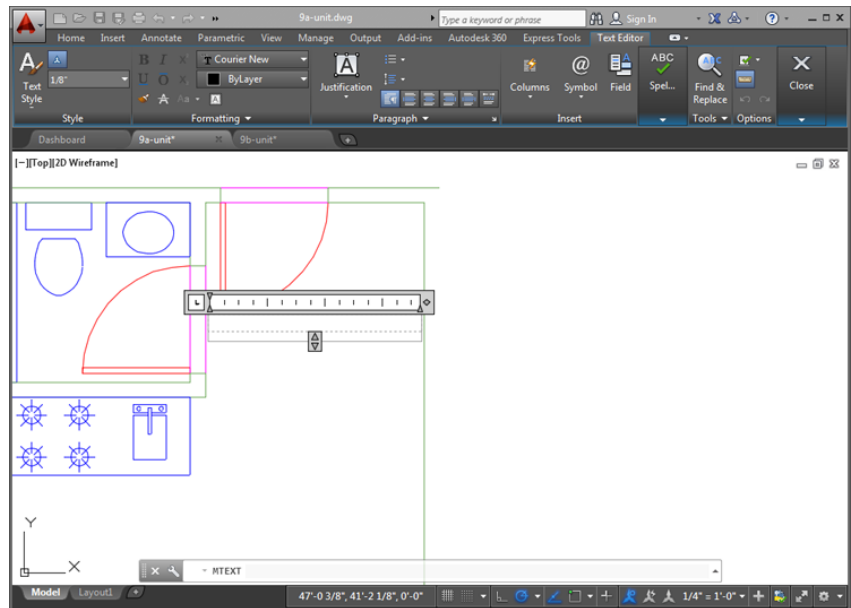 9a-unit.dwg Type a keyword or phrase Sign In
Home Insert Annotate Parametric View Manage Output Add-ins Autodesk 360 Express Tools Text Editor
Text Style
1/8"
Style
B I
U O
Aa
Courier New
ByLayer
Formatting
A
Justification
Paragraph
Columns
@
Symbol
Field
Insert
ABC
Spel...
Find & Replace
Tools
Options
Close
Dashboard 9a-unit* 9b-unit*
[−][Top][2D Wireframe]
Y
X
MTEXT
Model Layout1 47'-0 3/8", 41'-2 1/8", 0'-0" 1/4" = 1'-0"